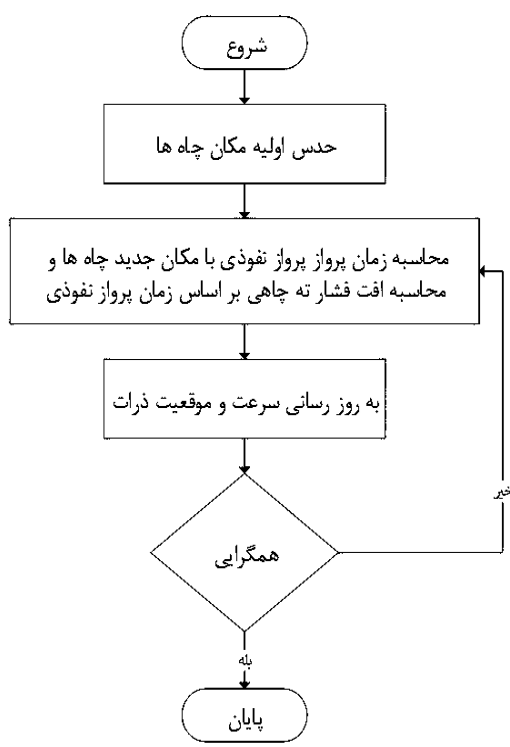 شروع
حدس اولیه مکان چاه ها
محاسبه زمان پرواز پرواز نفوذی با مکان جدید چاه ها و
محاسبه افت فشار ته چاهی بر اساس زمان پرواز نفوذی
به روز رسانی سرعت و موقعیت ذرات
همگرایی
خیر
بله
پایان